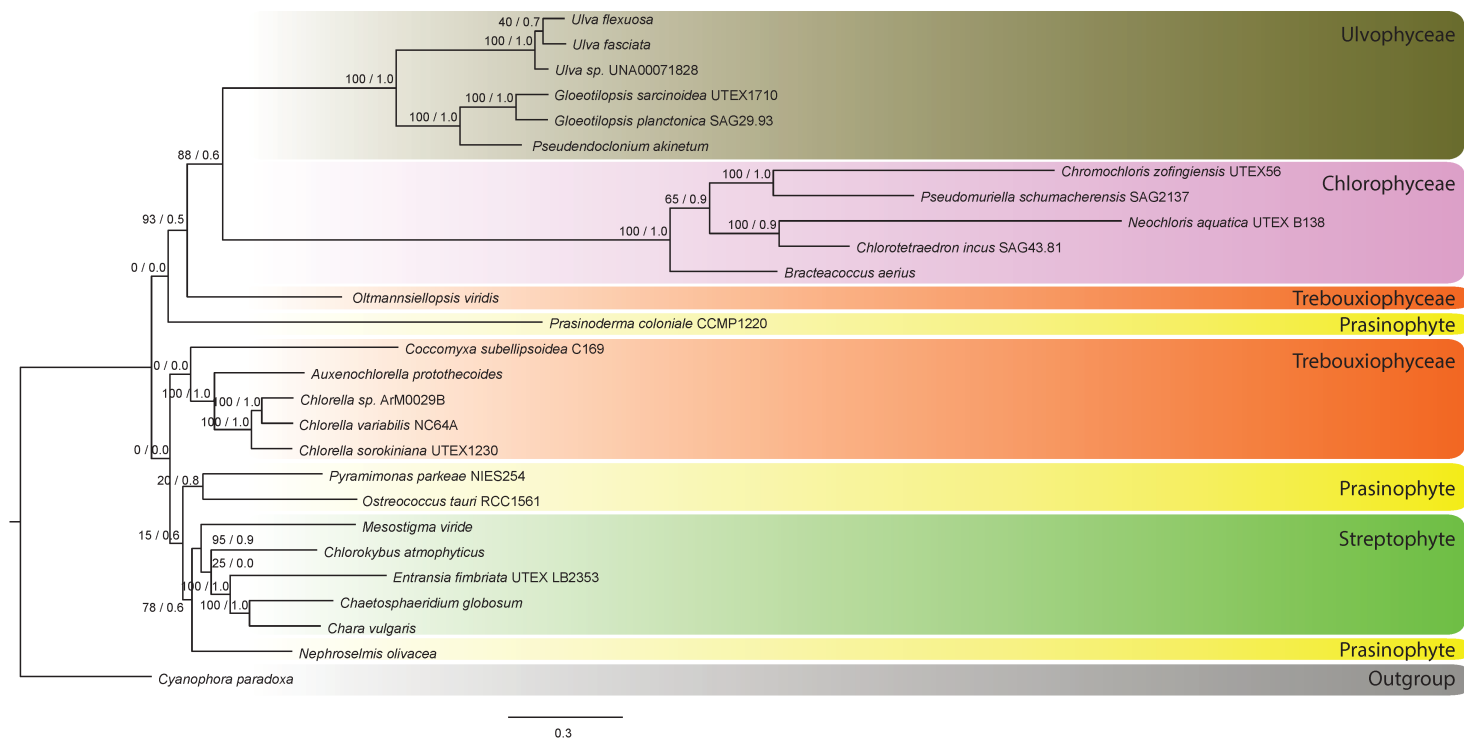 40 / 0.7 Ulva flexuosa
Ulvophyceae
100 / 1.0 Ulva fasciata
Ulva sp. UNA00071828
100 / 1.0
100 / 1.0 Gloeotilopsis sarcinoidea UTEX1710
100 / 1.0 Gloeotilopsis planctonica SAG29.93
Pseudendoclonium akinetum
88 / 0.6
100 / 1.0 Chromochloris zofingiensis UTEX56
Chlorophyceae
65 / 0.9 Pseudomuriella schumacherensis SAG2137
93 / 0.5
100 / 0.9 Neochloris aquatica UTEX B138
100 / 1.0 Chlorotetraedron incus SAG43.81
0 / 0.0 Bracteacoccus aerius
Oltmannsiellopsis viridis Trebouxiophyceae
Prasinoderma coloniale CCMP1220 Prasinophyte
Coccomyxa subellipsoidea C169
0 / 0.0 Trebouxiophyceae
Auxenochlorella protothecoides
100 / 1.0
100 / 1.0 Chlorella sp. ArM0029B
100 / 1.0 Chlorella variabilis NC64A
0 / 0.0 Chlorella sorokiniana UTEX1230
20 / 0.8 Pyramimonas parkeae NIES254
Prasinophyte
Ostreococcus tauri RCC1561
Mesostigma viride
15 / 0.6 95 / 0.9 Streptophyte
Chlorokybus atmophyticus
25 / 0.0
100 / 1.0 Entransia fimbriata UTEX LB2353
78 / 0.6 100 / 1.0 Chaetosphaeridium globosum
Chara vulgaris
Nephroselmis olivacea Prasinophyte
Cyanophora paradoxa Outgroup
0.3